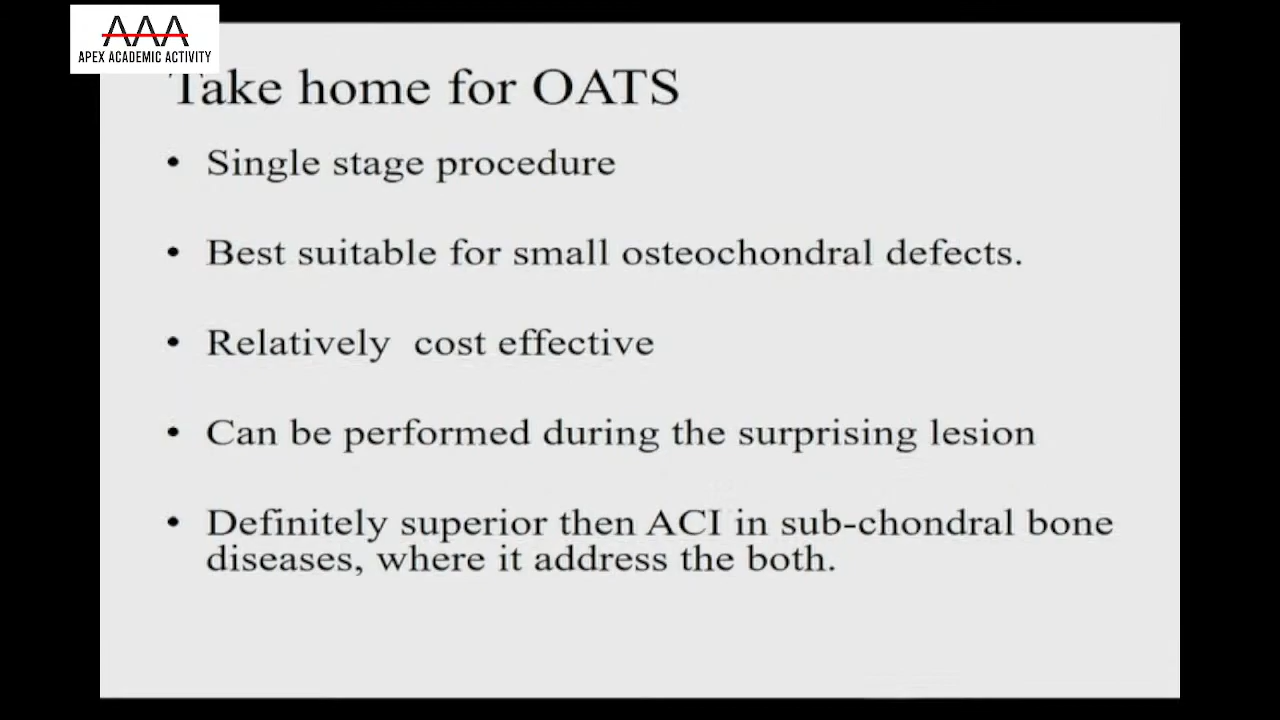 AAA
APEX ACADEMIC ACTIVITY
Take home for OATS
• Single stage procedure
• Best suitable for small osteochondral defects.
• Relatively cost effective
• Can be performed during the surprising lesion
• Definitely superior then ACI in sub-chondral bone
diseases, where it address the both.